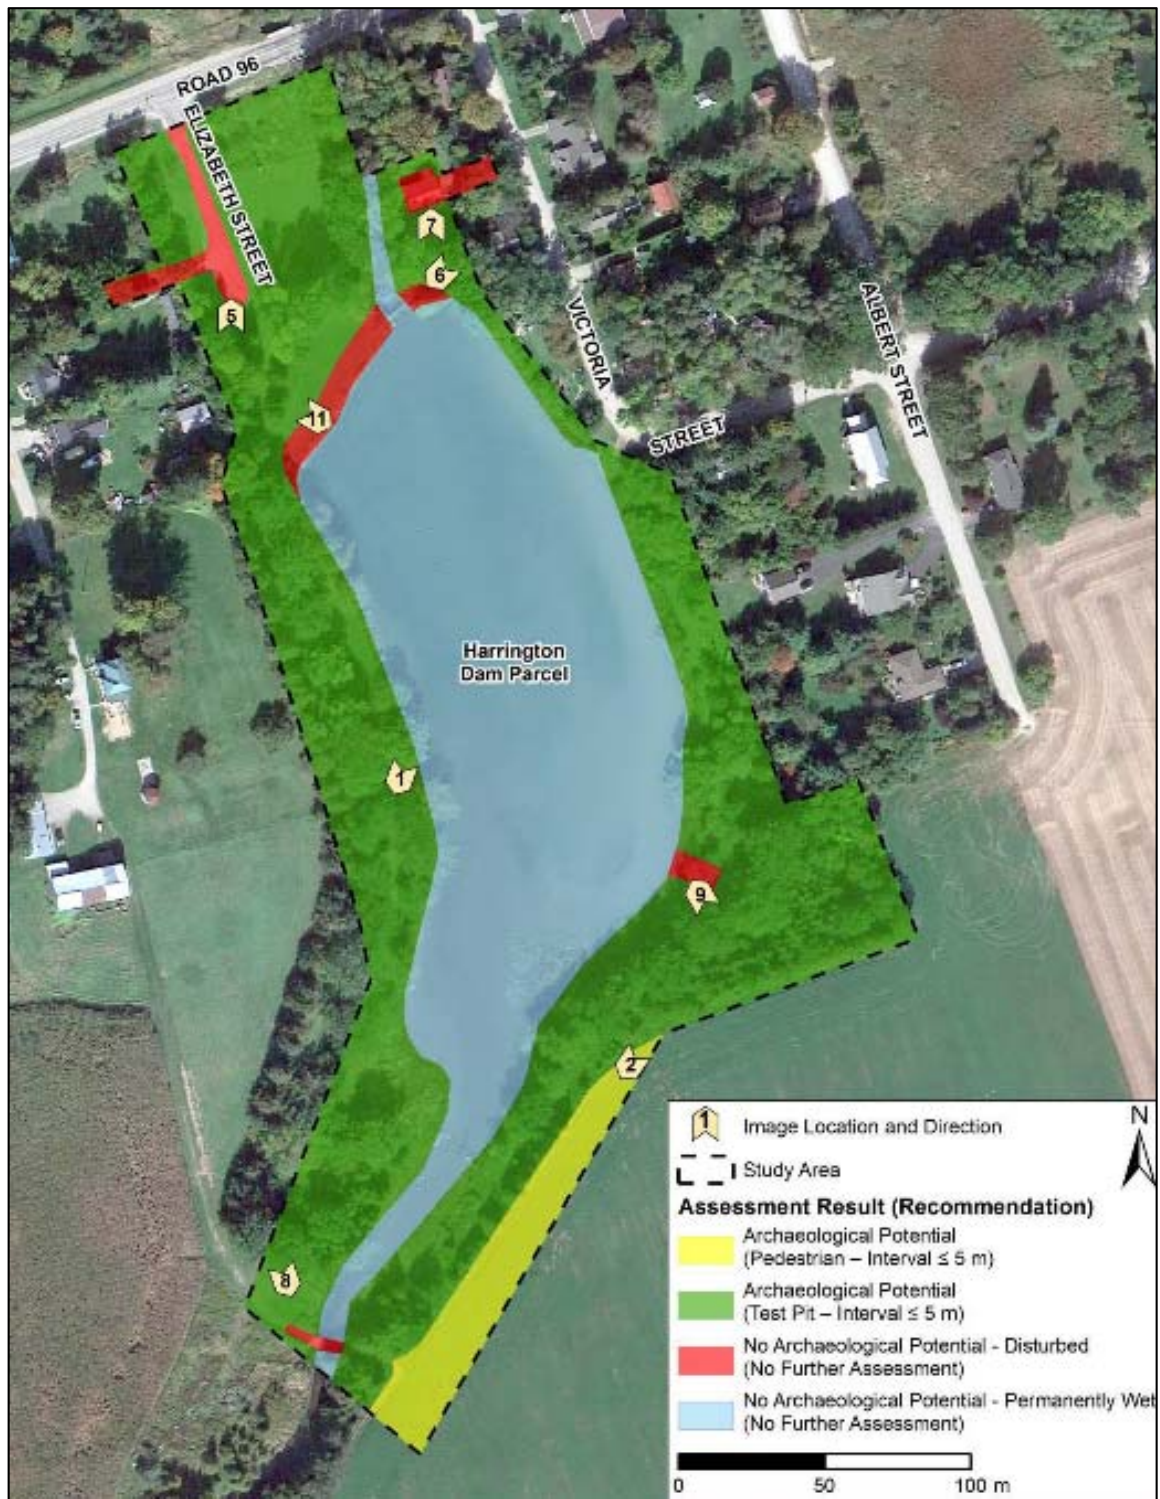 ROAD 96
ELIZABETH STREET
7
6
5
VICTORIA
ALBERT STREET
11
STREET
Harrington
Dam Parcel
1
9
2
8
1 Image Location and Direction
N
Study Area
Assessment Result (Recommendation)
Archaeological Potential
(Pedestrian – Interval ≤ 5 m)
Archaeological Potential
(Test Pit – Interval ≤ 5 m)
No Archaeological Potential - Disturbed
(No Further Assessment)
No Archaeological Potential - Permanently Wet
(No Further Assessment)
0 50 100 m